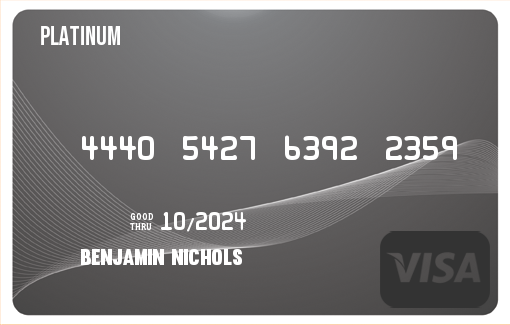 PLATINUM
4440 5427 6392 2359
GOOD THRU 10/2024
BENJAMIN NICHOLS
VISA